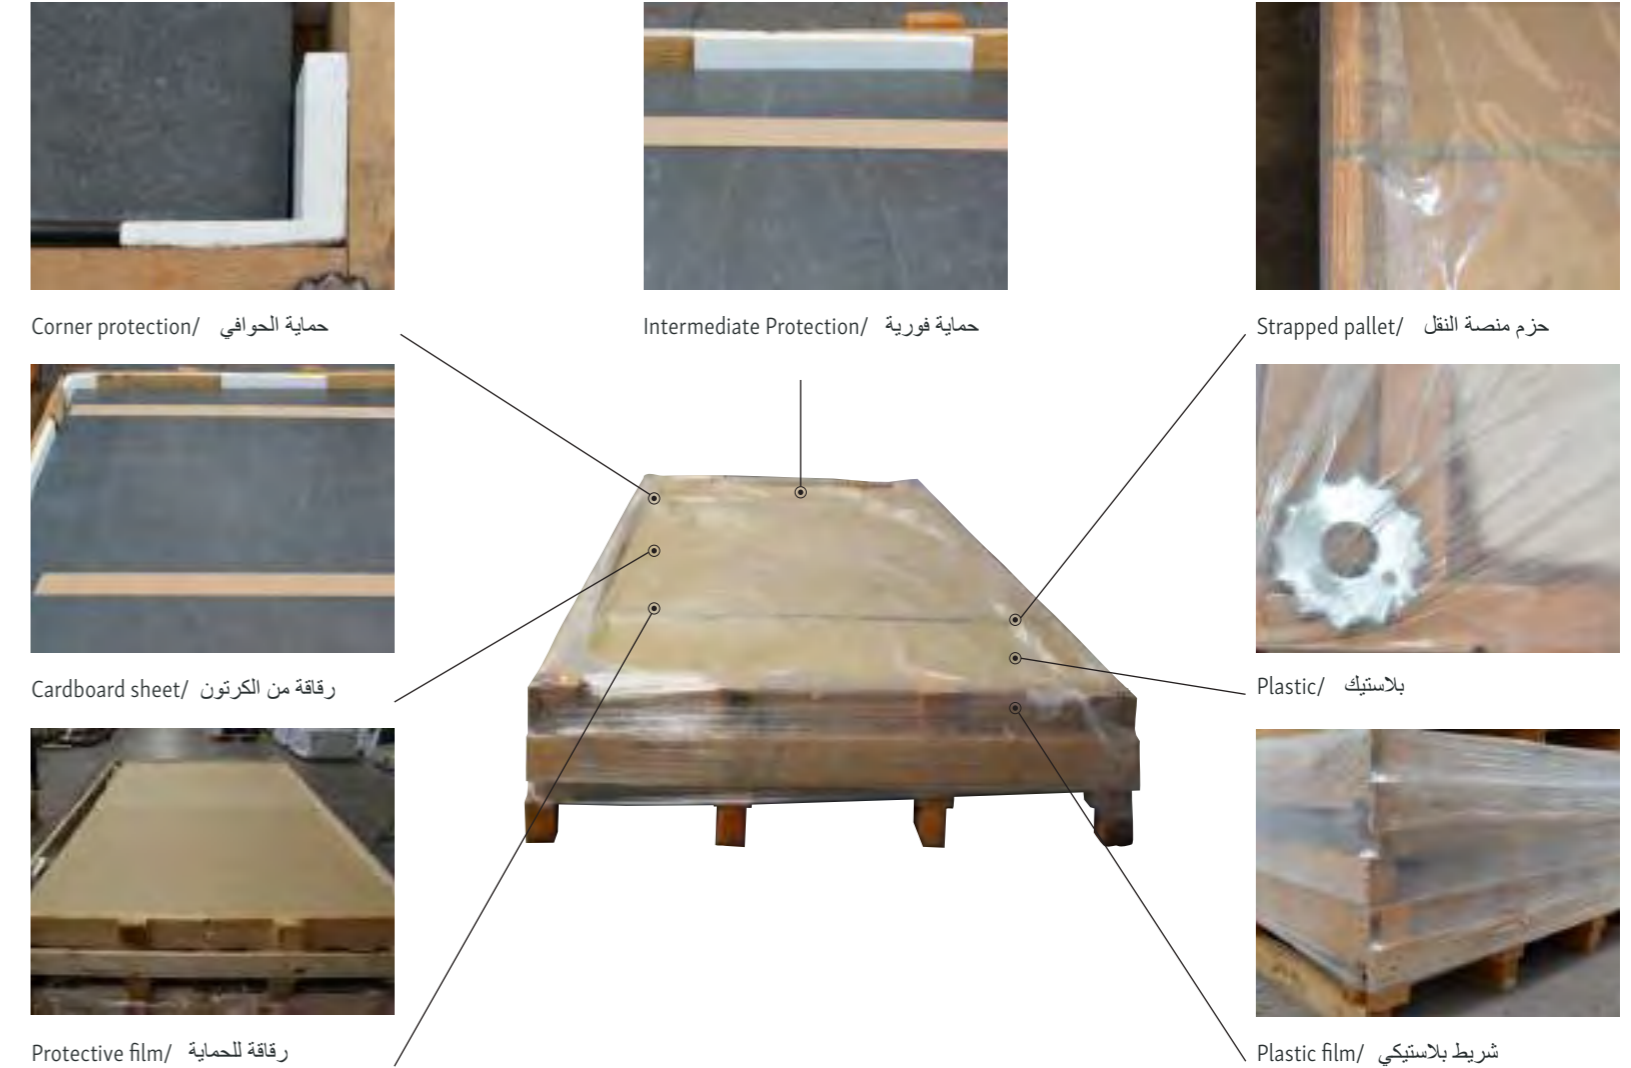 Corner protection/ حماية الحوافي
Intermediate Protection/ حماية فورية
Strapped pallet/ حزم منصة النقل
Cardboard sheet/ رقاقة من الكرتون
Plastic/ بلاستيك
Protective film/ رقاقة للحماية
Plastic film/ شريط بلاستيكي